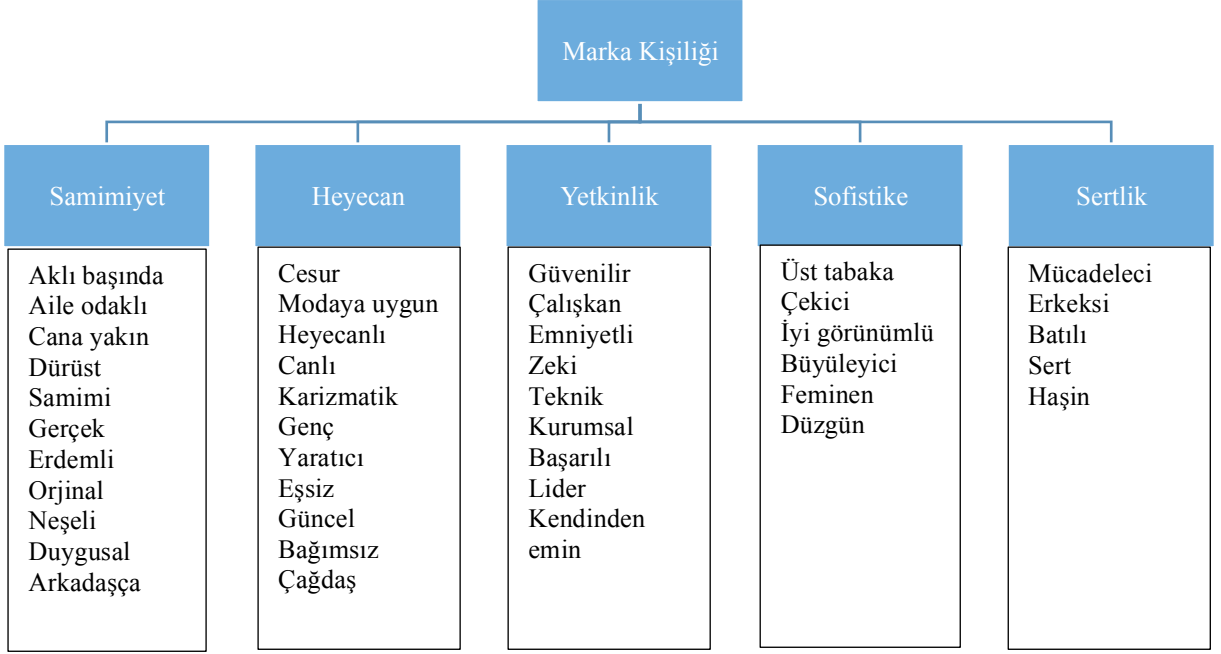 Marka Kişiliği
Samimiyet
Aklı başında
Aile odaklı
Cana yakın
Dürüst
Samimi
Gerçek
Erdemli
Orjinal
Neşeli
Duygusal
Arkadaşça
Heyecan
Cesur
Modaya uygun
Heyecanlı
Canlı
Karizmatik
Genç
Yaratıcı
Eşsiz
Güncel
Bağımsız
Çağdaş
Yetkinlik
Güvenilir
Çalışkan
Emniyetli
Zeki
Teknik
Kurumsal
Başarılı
Lider
Kendinden
emin
Sofistike
Üst tabaka
Çekici
İyi görünümlü
Büyüleyici
Feminen
Düzgün
Sertlik
Mücadeleci
Erkeksi
Batılı
Sert
Haşin